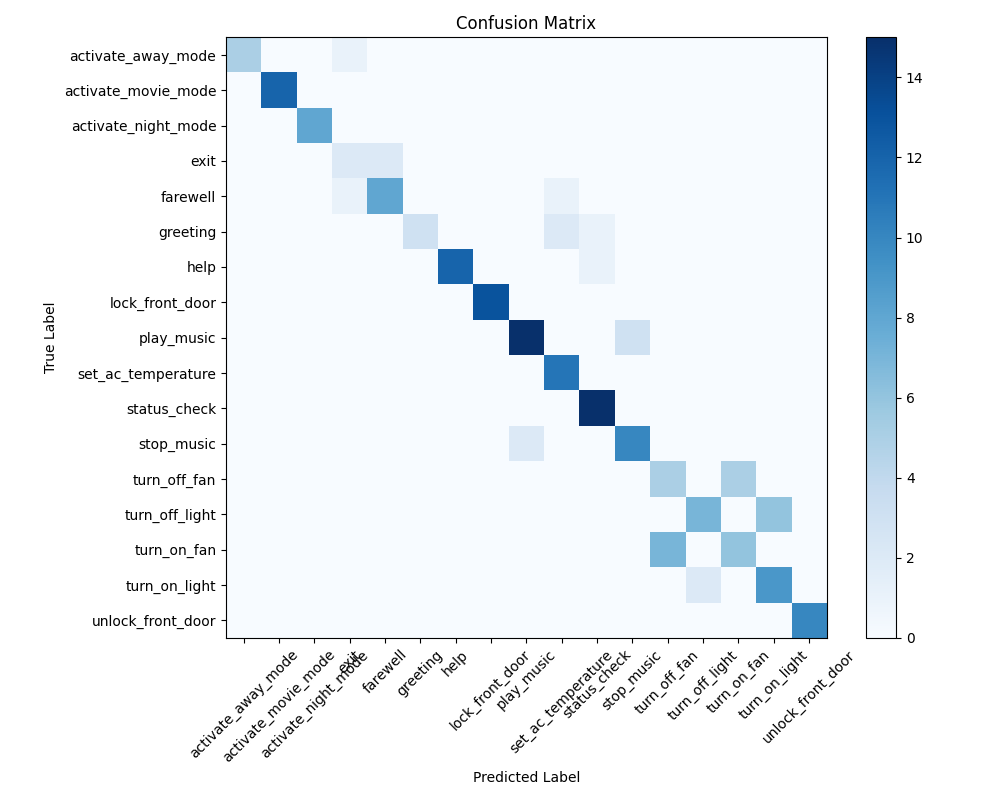 Confusion Matrix
True Label
activate_away_mode
activate_movie_mode
activate_night_mode
exit
farewell
greeting
help
lock_front_door
play_music
set_ac_temperature
status_check
stop_music
turn_off_fan
turn_off_light
turn_on_fan
turn_on_light
unlock_front_door
activate_away_mode
activate_movie_mode
activate_night_mode
exit
farewell
greeting
help
lock_front_door
play_music
set_ac_temperature
status_check
stop_music
turn_off_fan
turn_off_light
turn_on_fan
turn_on_light
unlock_front_door
Predicted Label
14
12
10
8
6
4
2
0